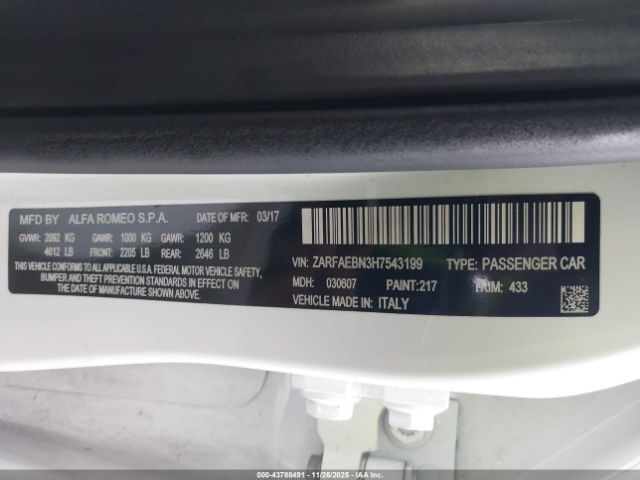 MFD BY ALFA ROMEO S.P.A. DATE OF MFR: 03/17
GVWR: 2092 KG GAWR: 1000 KG GAWR: 1200 KG
4612 LB FRONT: 2205 LB REAR: 2646 LB
THIS VEHICLE CONFORMS TO ALL APPLICABLE U.S.A. FEDERAL MOTOR VEHICLE SAFETY,
BUMPER AND THEFT PREVENTION STANDARDS IN EFFECT ON
THE DATE OF MANUFACTURE SHOWN ABOVE.
VIN: ZARFAEBN3H7543199 TYPE: PASSENGER CAR
MDH: 030607 PAINT:217 TRIM: 433
VEHICLE MADE IN: ITALY
000-43788491 - 11/26/2025 - IAAHolding Copy